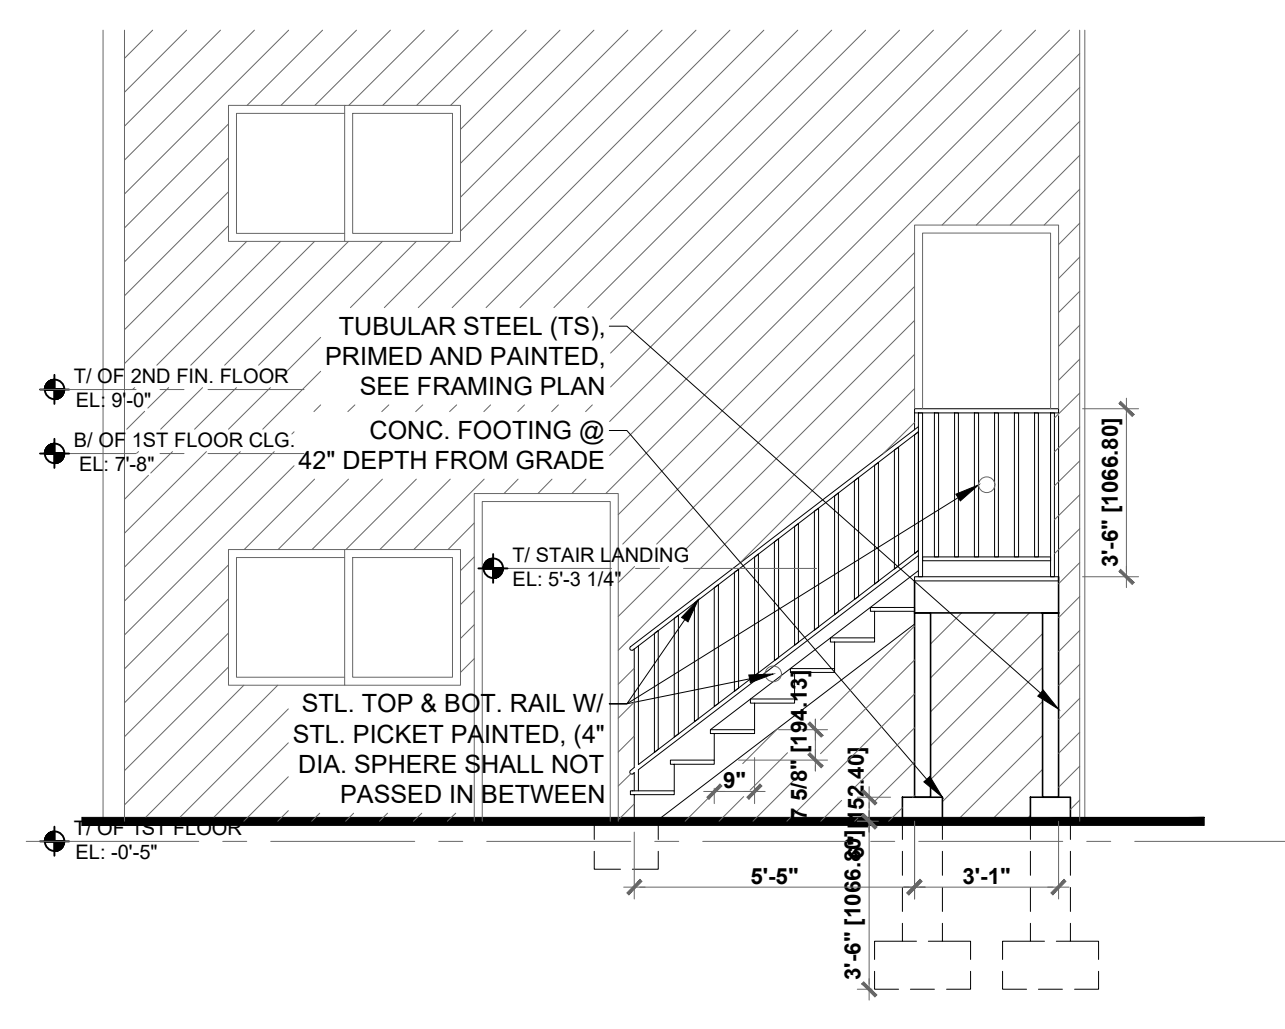 TUBULAR STEEL (TS),
PRIMED AND PAINTED,
SEE FRAMING PLAN
T/ OF 2ND FIN. FLOOR
EL: 9'-0"
CONC. FOOTING @
42" DEPTH FROM GRADE
B/ OF 1ST FLOOR CLG.
EL: 7'-8"
3'-6" [1066.80]
T/ STAIR LANDING
EL: 5'-3 1/4"
STL. TOP & BOT. RAIL W/
STL. PICKET PAINTED, (4"
DIA. SPHERE SHALL NOT
PASSED IN BETWEEN
7 5/8" [194.13]
9"
6" [152.40]
T/ OF 1ST FLOOR
EL: -0'-5"
5'-5"
3'-1"
3'-6" [1066.80]